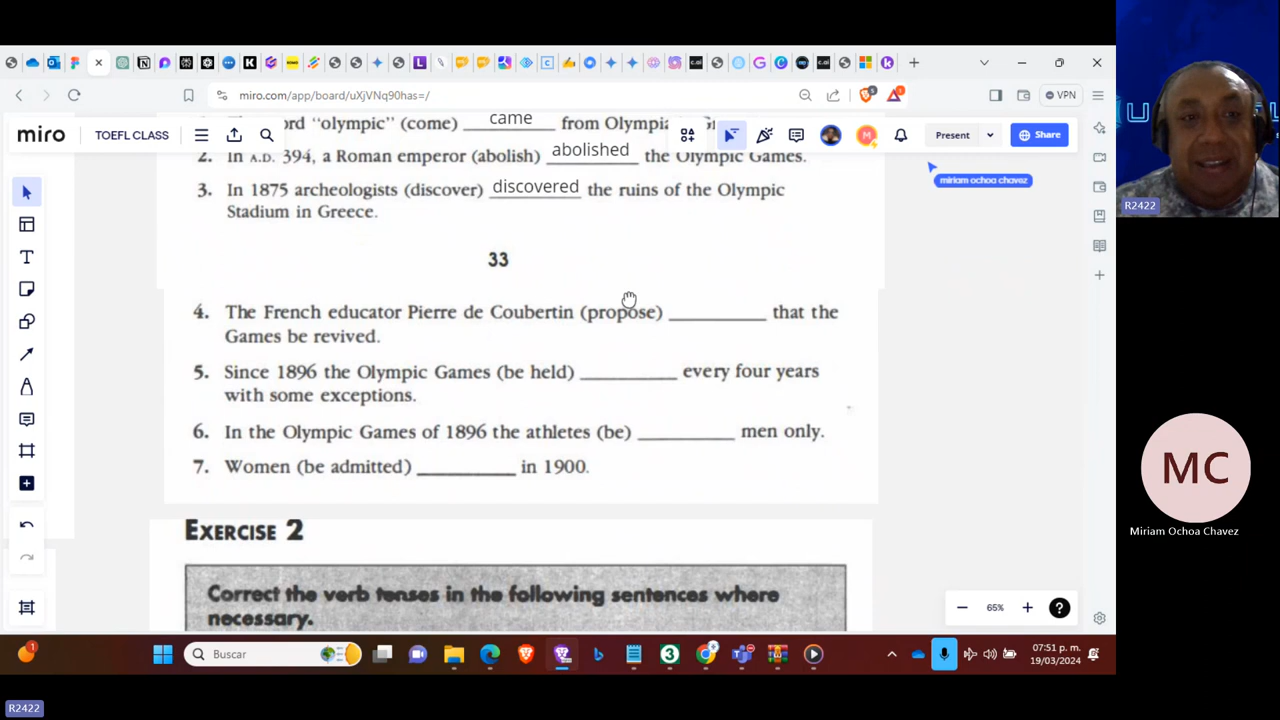 miro.com/app/board/uXjVNq90has=/
VPN
miro
TOEFL CLASS
Present
Share
ord "olympic" (come) came from Olympia
2. In A.D. 394, a Roman emperor (abolish) abolished the Olympic Games.
3. In 1875 archeologists (discover) discovered the ruins of the Olympic
Stadium in Greece.
33
4. The French educator Pierre de Coubertin (propose) __________ that the
Games be revived.
5. Since 1896 the Olympic Games (be held) __________ every four years
with some exceptions.
6. In the Olympic Games of 1896 the athletes (be) __________ men only.
7. Women (be admitted) __________ in 1900.
EXERCISE 2
Correct the verb tenses in the following sentences where
necessary.
miriam ochoa chavez
65%
R2422
MC
Miriam Ochoa Chavez
Buscar
07:51 p. m.
19/03/2024
R2422